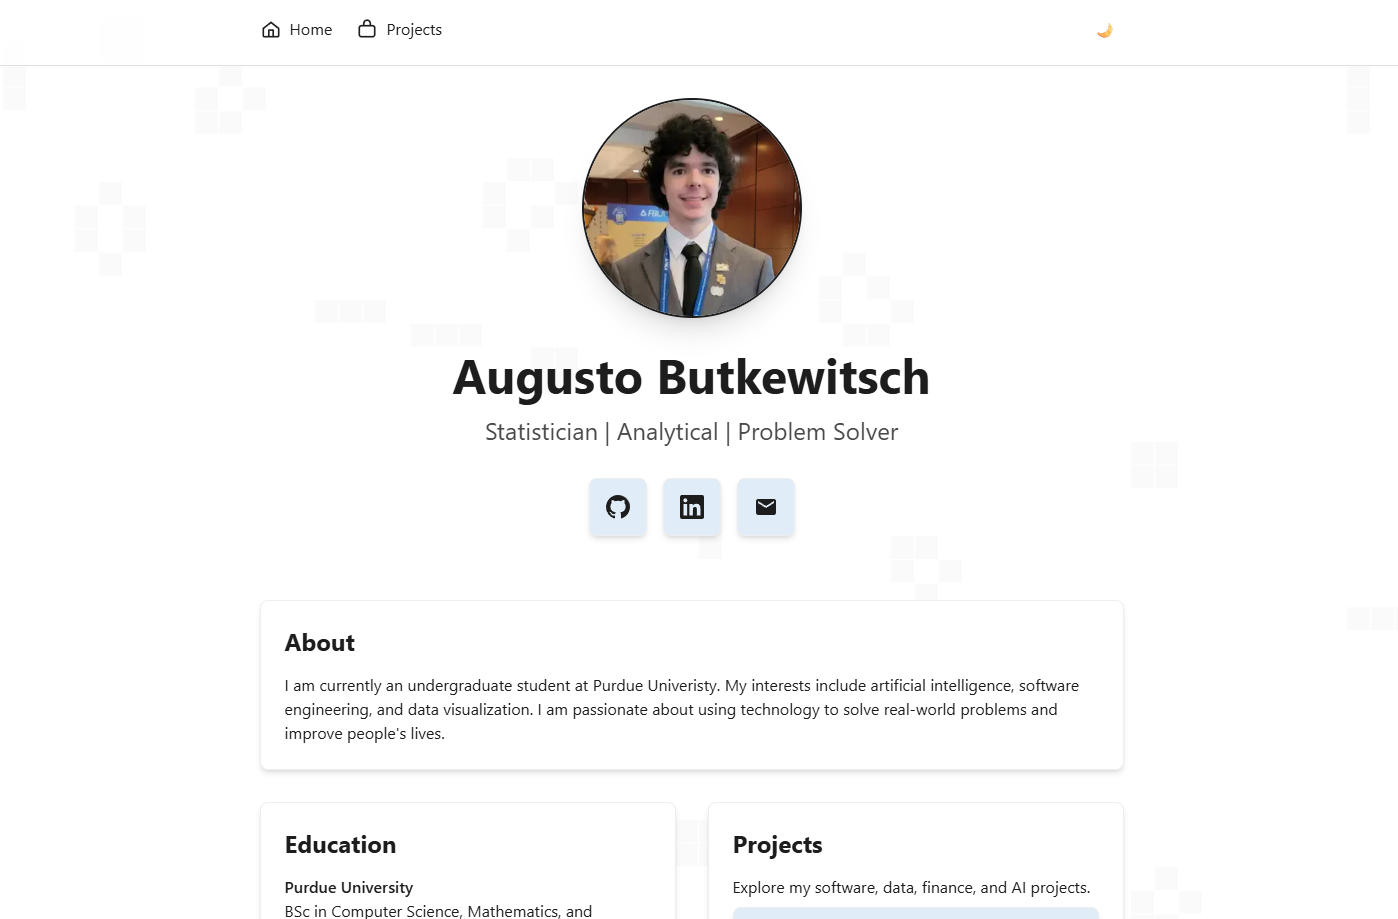 Home
Projects
Augusto Butkewitsch
Statistician | Analytical | Problem Solver
in
About
I am currently an undergraduate student at Purdue Univeristy. My interests include artificial intelligence, software
engineering, and data visualization. I am passionate about using technology to solve real-world problems and
improve people's lives.
Education
Purdue University
BSc in Computer Science, Mathematics, and
Projects
Explore my software, data, finance, and AI projects.